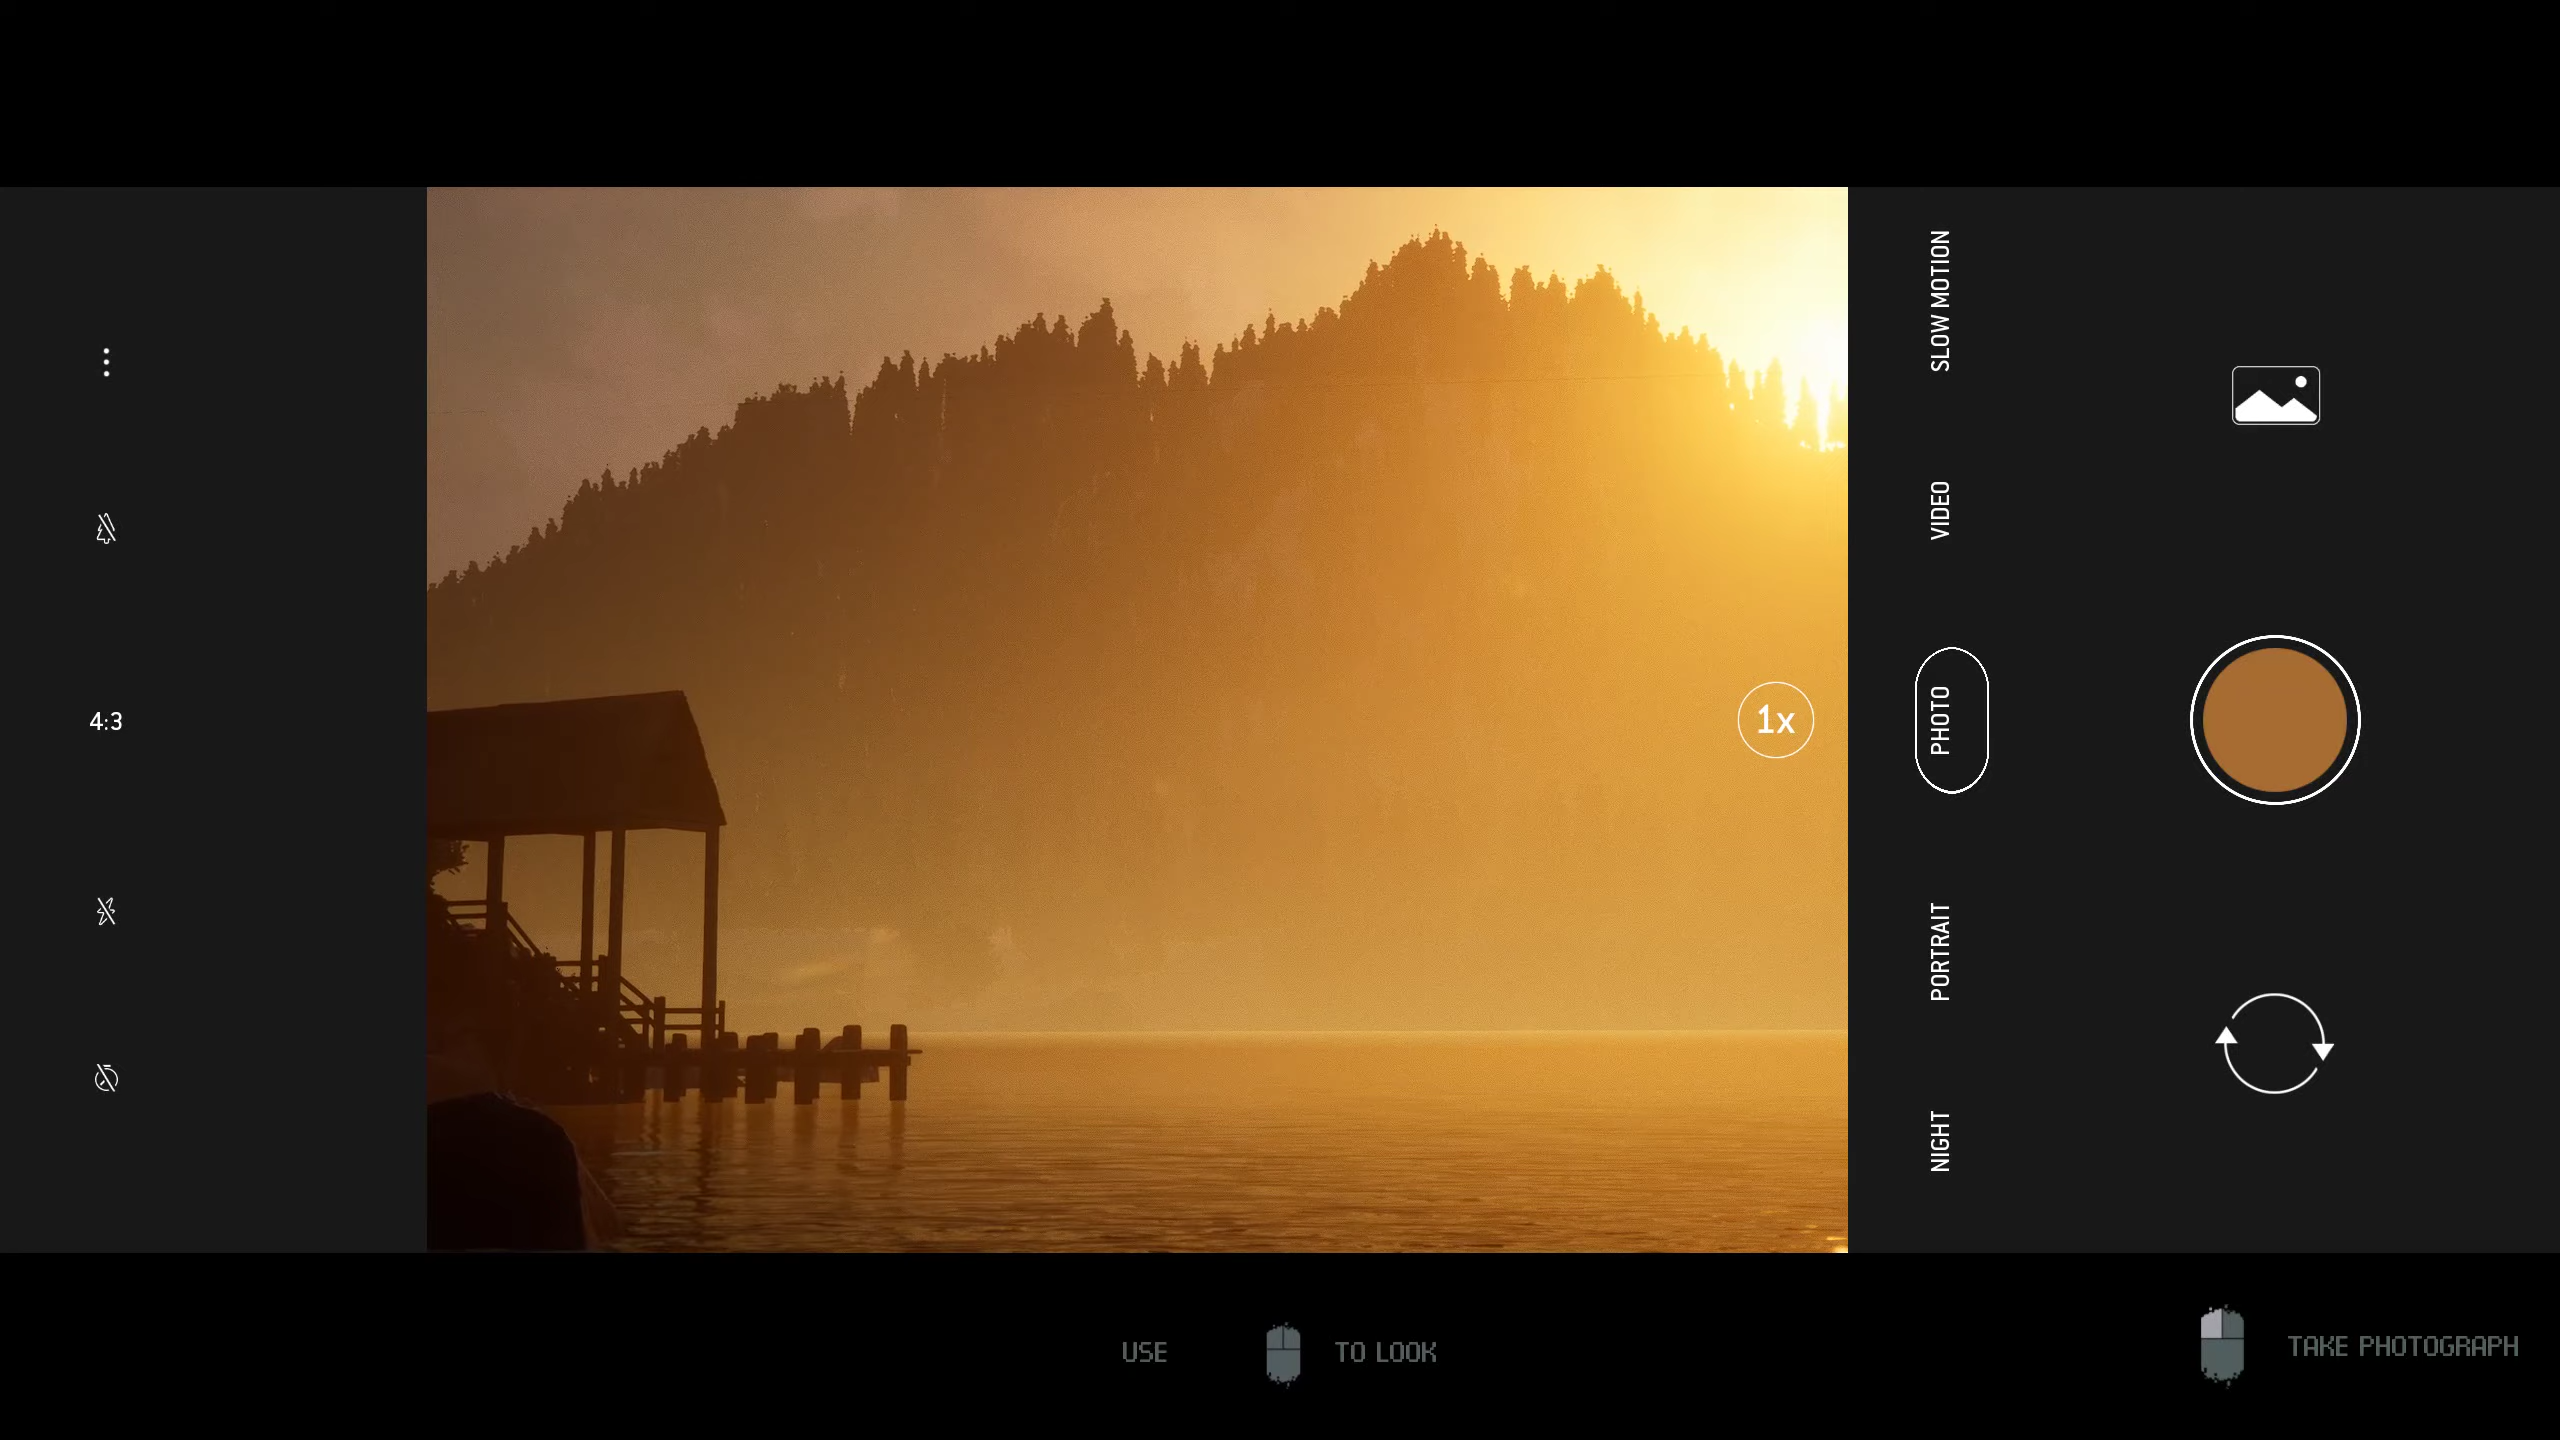 SLOW MOTION
VIDEO
4:3
1x
PHOTO
PORTRAIT
NIGHT
USE TO LOOK
TAKE PHOTOGRAPH